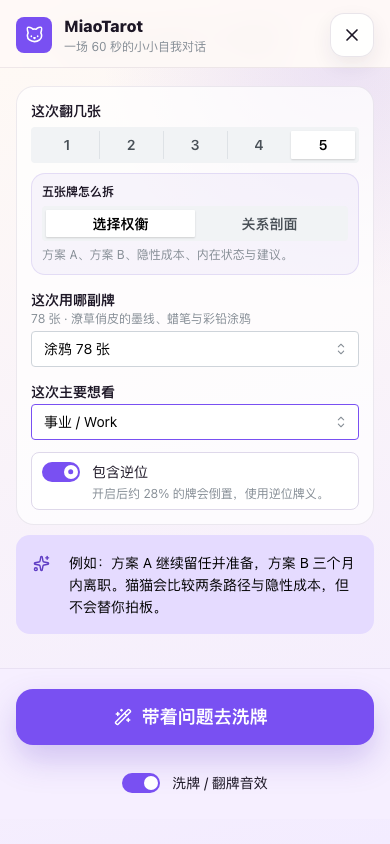 MiaoTarot
一场 60 秒的小小自我对话
这次翻几张
1 2 3 4 5
五张牌怎么拆
选择权衡 关系剖面
方案 A、方案 B、隐性成本、内在状态与建议。
这次用哪副牌
78 张 · 潦草俏皮的墨线、蜡笔与彩铅涂鸦
涂鸦 78 张
这次主要想看
事业 / Work
包含逆位
开启后约 28% 的牌会倒置，使用逆位牌义。
例如：方案 A 继续留任并准备，方案 B 三个月
内离职。猫猫会比较两条路径与隐性成本，但
不会替你拍板。
带着问题去洗牌
洗牌 / 翻牌音效